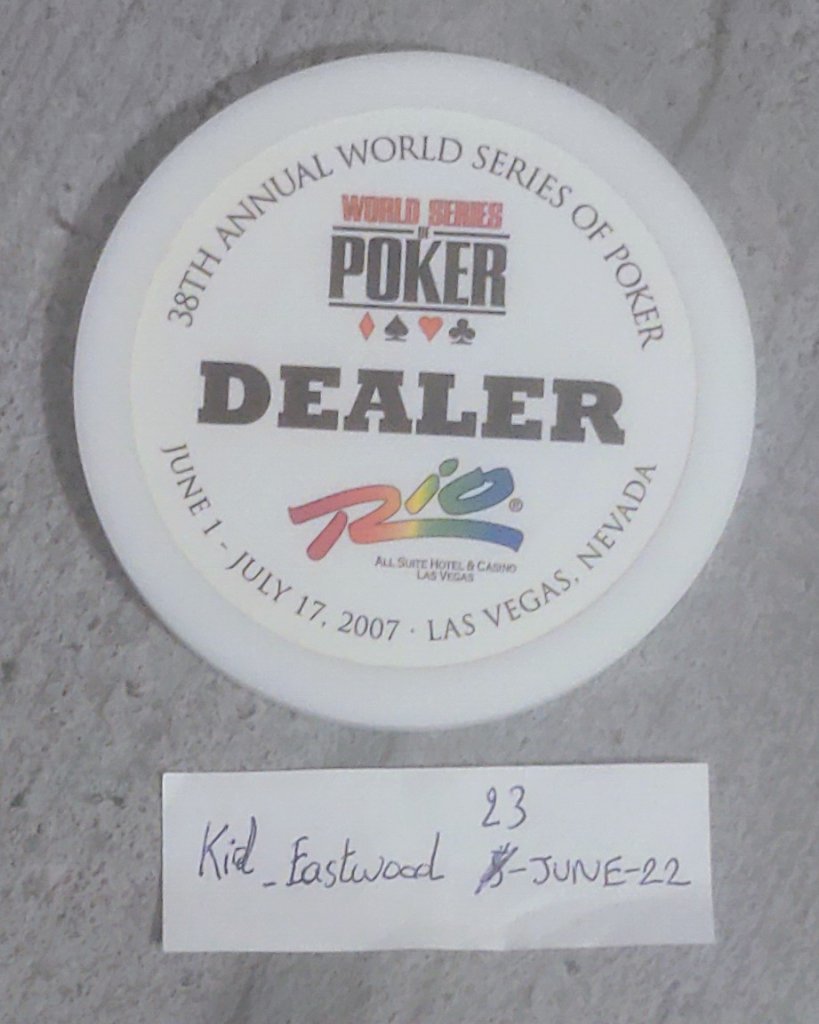 38TH ANNUAL WORLD SERIES OF POKER
WORLD SERIES
OF
POKER
DEALER
Rio®
ALL SUITE HOTEL & CASINO
LAS VEGAS
JUNE 1 - JULY 17, 2007 · LAS VEGAS, NEVADA
23
Kid_Eastwood -JUNE-22